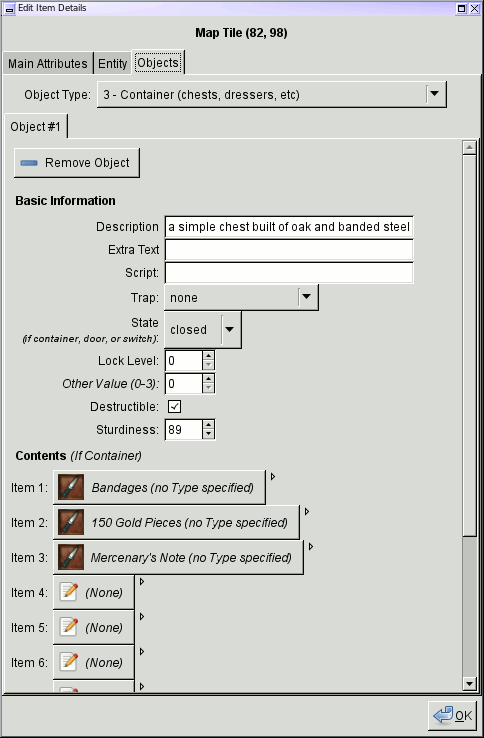 Edit Item Details
Map Tile (82, 98)
Main Attributes Entity Objects
Object Type: 3 - Container (chests, dressers, etc)
Object #1
Remove Object
Basic Information
Description a simple chest built of oak and banded steel
Extra Text
Script:
Trap: none
State
(if container, door, or switch): closed
Lock Level: 0
Other Value (0-3): 0
Destructible:
Sturdiness: 89
Contents (If Container)
Item 1: Bandages (no Type specified)
Item 2: 150 Gold Pieces (no Type specified)
Item 3: Mercenary's Note (no Type specified)
Item 4: (None)
Item 5: (None)
Item 6: (None)
OK